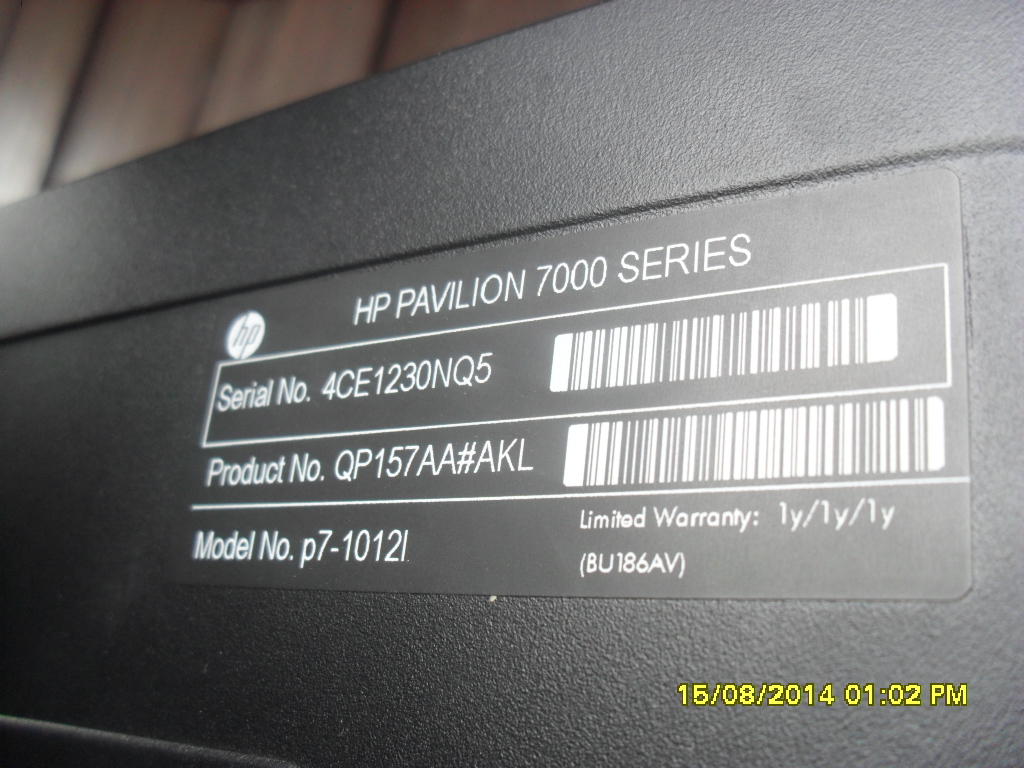 HP PAVILION 7000 SERIES
hp
Serial No. 4CE1230NQ5
Product No. QP157AA#AKL
Model No. p7-1012l
Limited Warranty: 1y/1y/1y
(BU186AV)
15/08/2014 01:02 PM